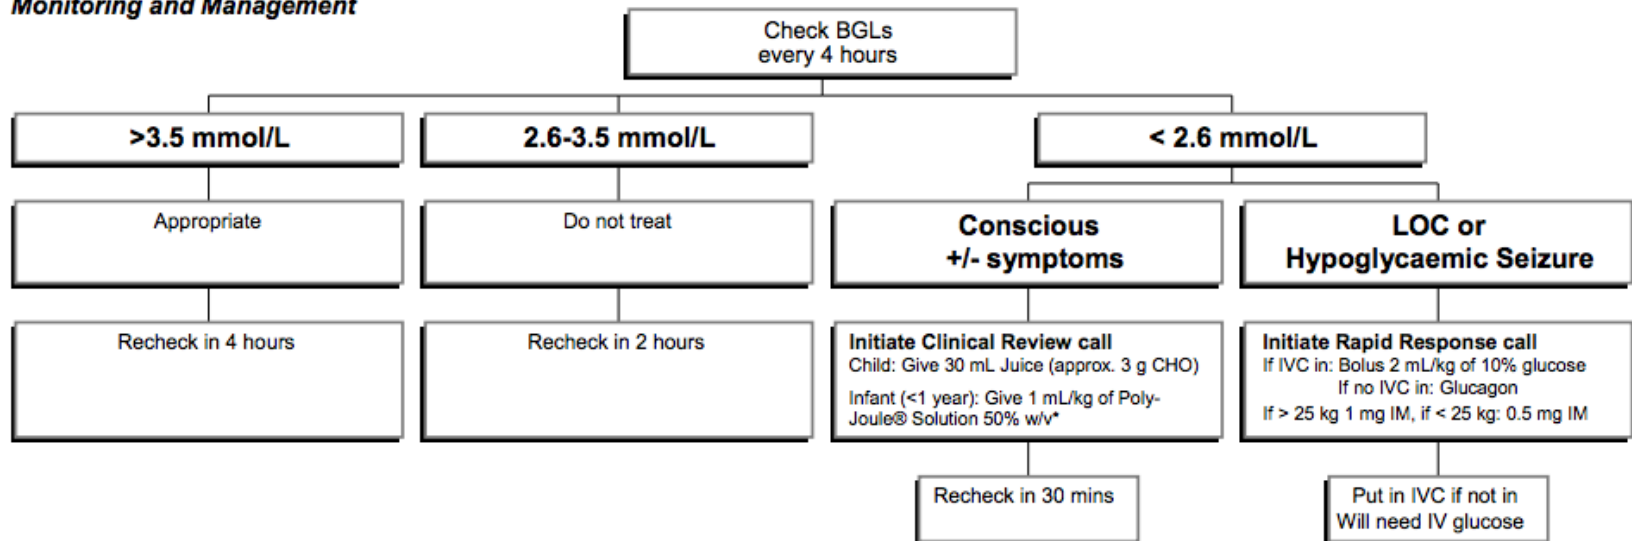 Monitoring and Management
Check BGLs
every 4 hours
>3.5 mmol/L
2.6-3.5 mmol/L
< 2.6 mmol/L
Appropriate
Do not treat
Conscious
+/- symptoms
LOC or
Hypoglycaemic Seizure
Recheck in 4 hours
Recheck in 2 hours
Initiate Clinical Review call
Child: Give 30 mL Juice (approx. 3 g CHO)
Infant (<1 year): Give 1 mL/kg of Poly-
Joule® Solution 50% w/v*
Initiate Rapid Response call
If IVC in: Bolus 2 mL/kg of 10% glucose
If no IVC in: Glucagon
If > 25 kg 1 mg IM, if < 25 kg: 0.5 mg IM
Recheck in 30 mins
Put in IVC if not in
Will need IV glucose